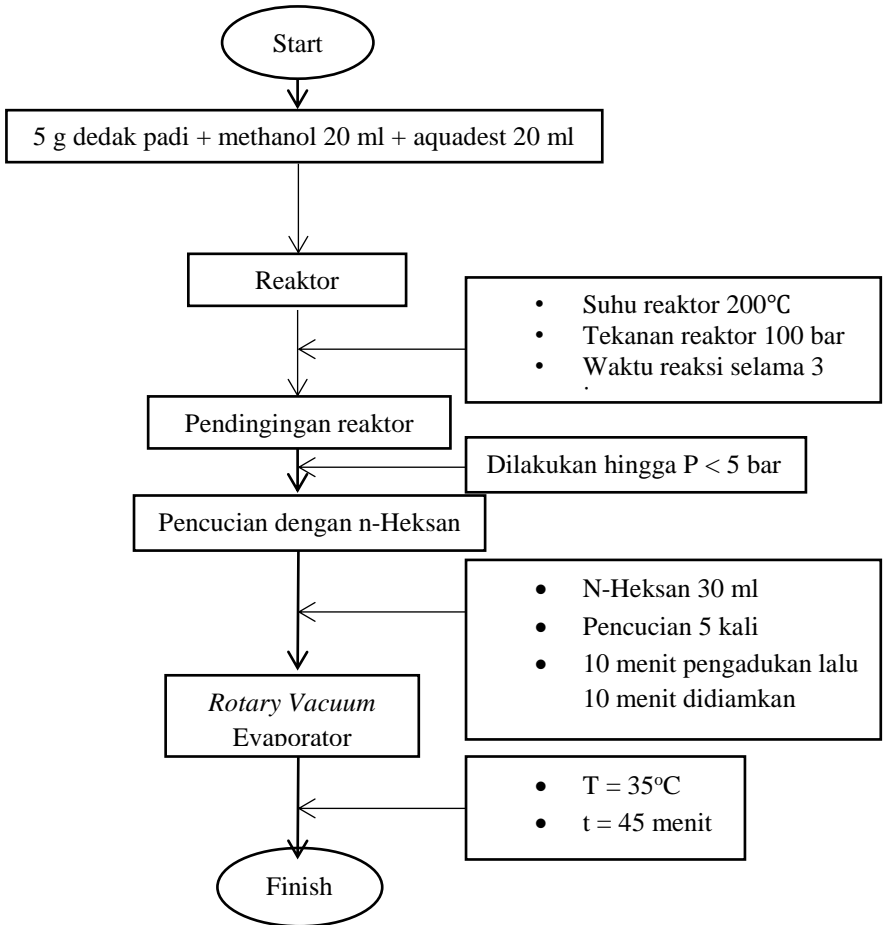 Start
5 g dedak padi + methanol 20 ml + aquadest 20 ml
Reaktor
• Suhu reaktor 200℃
• Tekanan reaktor 100 bar
• Waktu reaksi selama 3
Pendingingan reaktor
Dilakukan hingga P < 5 bar
Pencucian dengan n-Heksan
• N-Heksan 30 ml
• Pencucian 5 kali
• 10 menit pengadukan lalu
10 menit didiamkan
Rotary Vacuum
Evaporator
• T = 35°C
• t = 45 menit
Finish